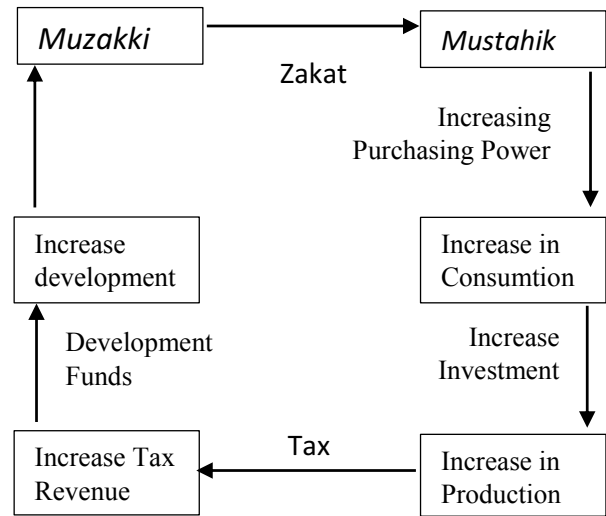 Muzakki
Mustahik
Zakat
Increasing
Purchasing Power
Increase
development
Increase in
Consumtion
Development
Funds
Increase
Investment
Increase Tax
Revenue
Tax
Increase in
Production